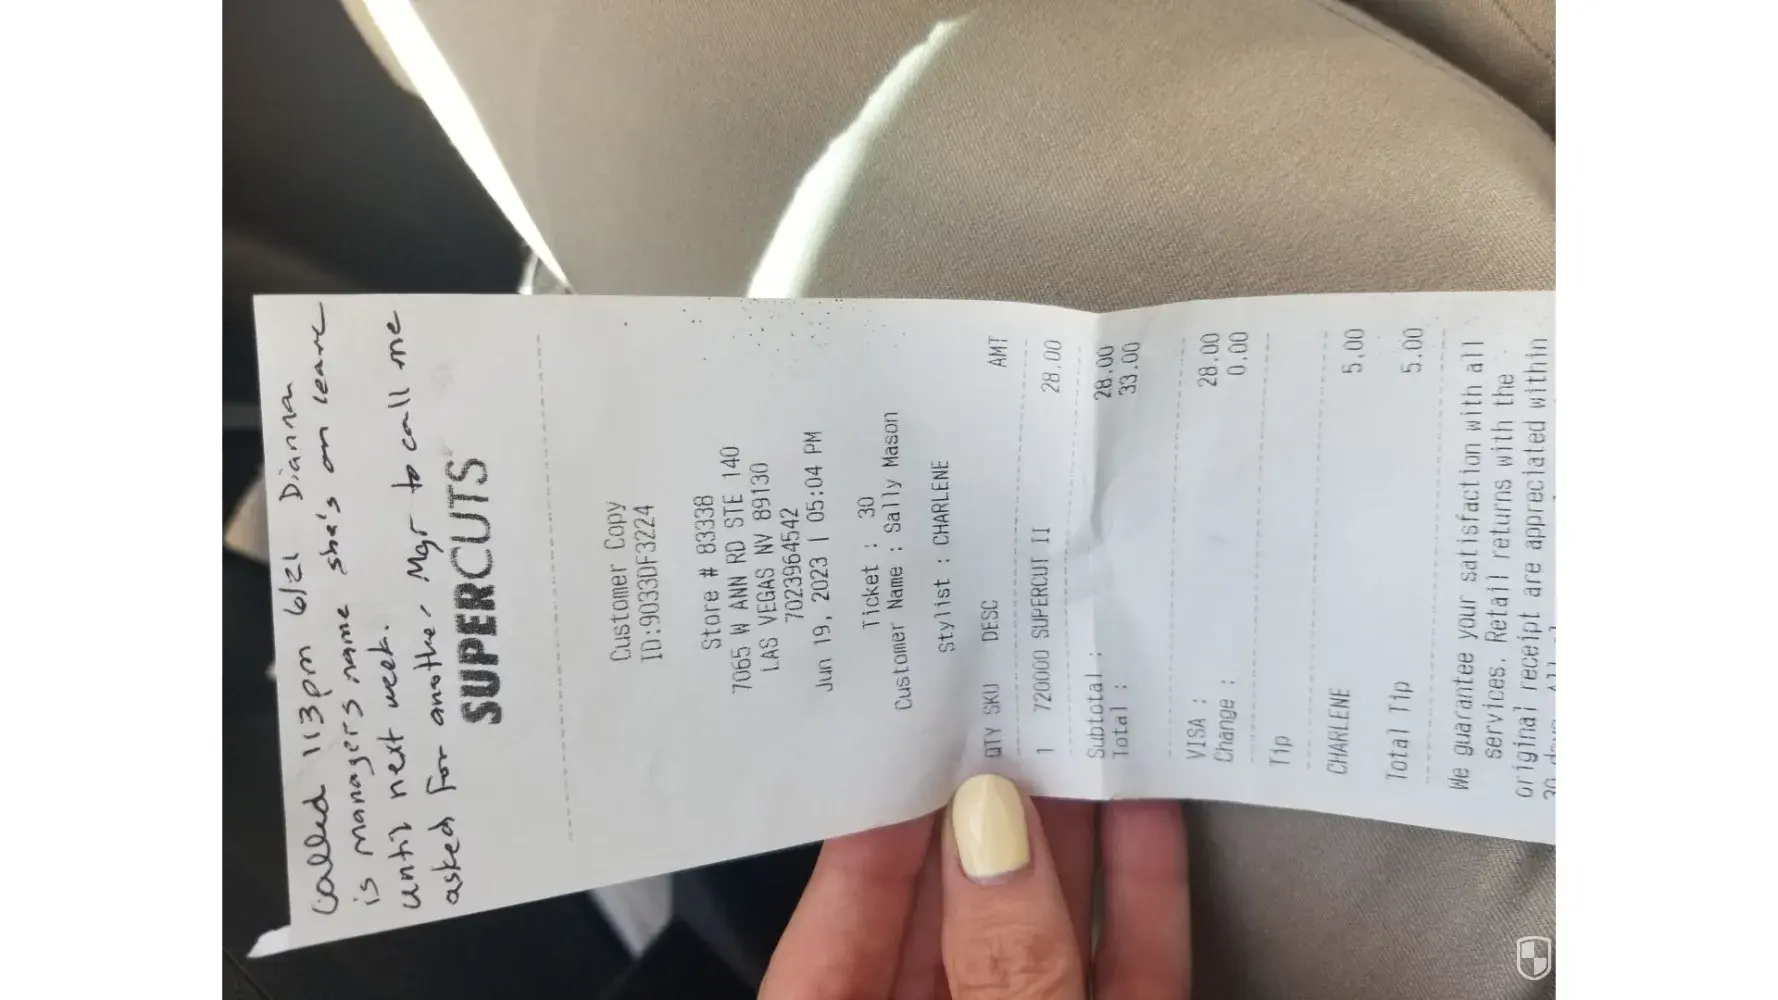 Called 113pm 6/21 Dianna
is managers name she's on leave
until next week.
asked for another Mgr to call me
SUPERCUTS
Customer Copy
ID:9033DF3224
Store # 83338
7065 W ANN RD STE 140
LAS VEGAS NV 89130
7023964542
Jun 19, 2023 | 05:04 PM
Ticket : 30
Customer Name : Sally Mason
Stylist : CHARLENE
QTY SKU DESC AMT
1 720000 SUPERCUT II 28.00
Subtotal : 28.00
Total : 33.00
VISA : 28.00
Change : 0.00
Tip
CHARLENE 5.00
Total Tip 5.00
We guarantee your satisfaction with all
services. Retail returns with the
original receipt are appreciated within
30 days. All